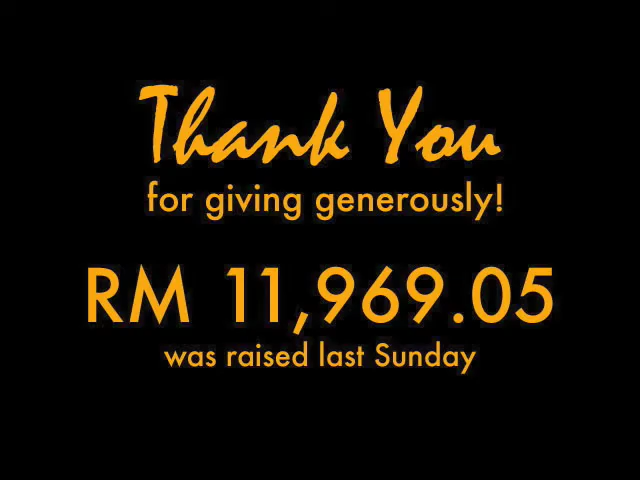 Thank You
for giving generously!
RM 11,969.05
was raised last Sunday